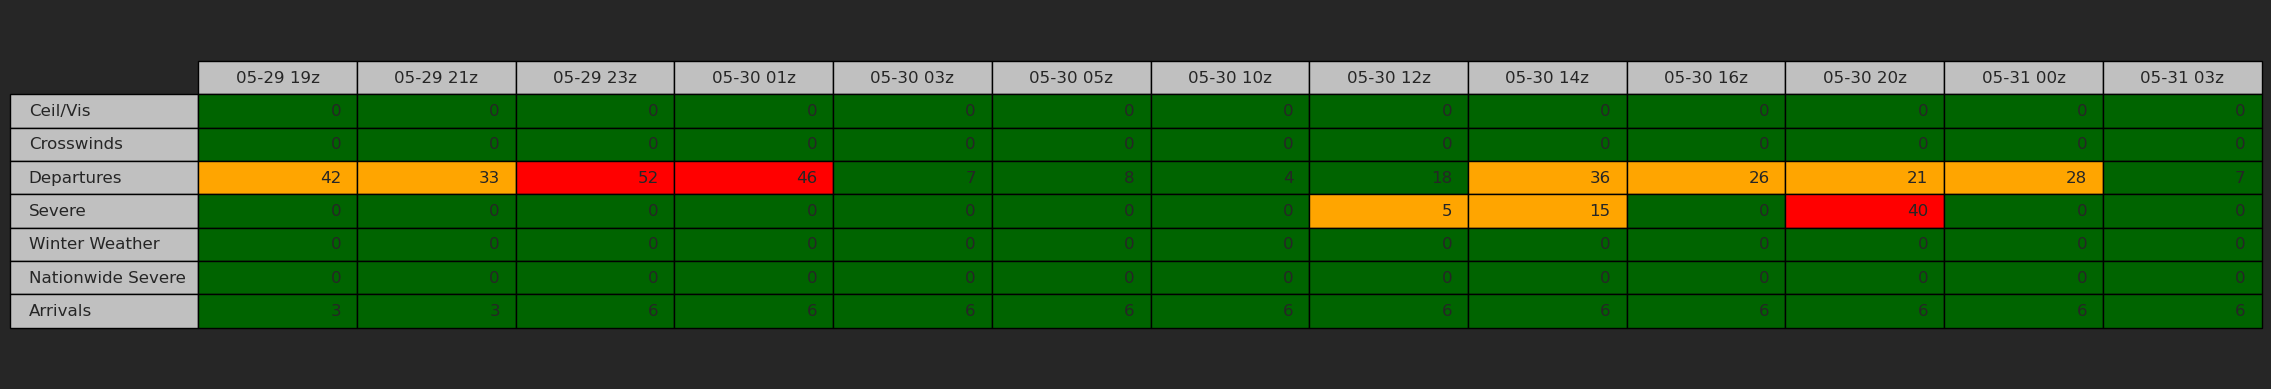 05-29 19z 05-29 21z 05-29 23z 05-30 01z 05-30 03z 05-30 05z 05-30 10z 05-30 12z 05-30 14z 05-30 16z 05-30 20z 05-31 00z 05-31 03z
Ceil/Vis 0 0 0 0 0 0 0 0 0 0 0 0 0
Crosswinds 0 0 0 0 0 0 0 0 0 0 0 0 0
Departures 42 33 52 46 7 8 4 18 36 26 21 28 7
Severe 0 0 0 0 0 0 0 5 15 0 40 0 0
Winter Weather 0 0 0 0 0 0 0 0 0 0 0 0 0
Nationwide Severe 0 0 0 0 0 0 0 0 0 0 0 0 0
Arrivals 3 3 6 6 6 6 6 6 6 6 6 6 6